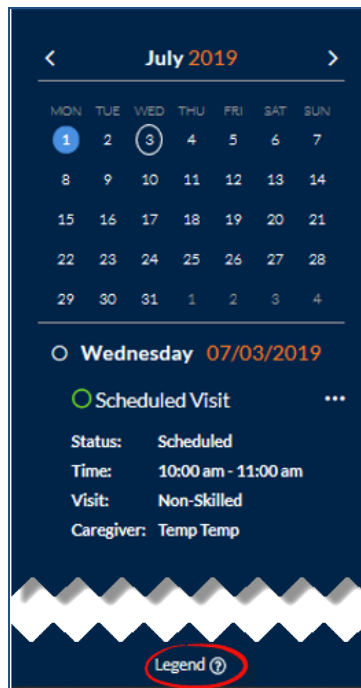 < July 2019 >
MON TUE WED THU FRI SAT SUN
1 2 3 4 5 6 7
8 9 10 11 12 13 14
15 16 17 18 19 20 21
22 23 24 25 26 27 28
29 30 31 1 2 3 4
Wednesday 07/03/2019
Scheduled Visit ...
Status: Scheduled
Time: 10:00 am - 11:00 am
Visit: Non-Skilled
Caregiver: Temp Temp
Legend ?